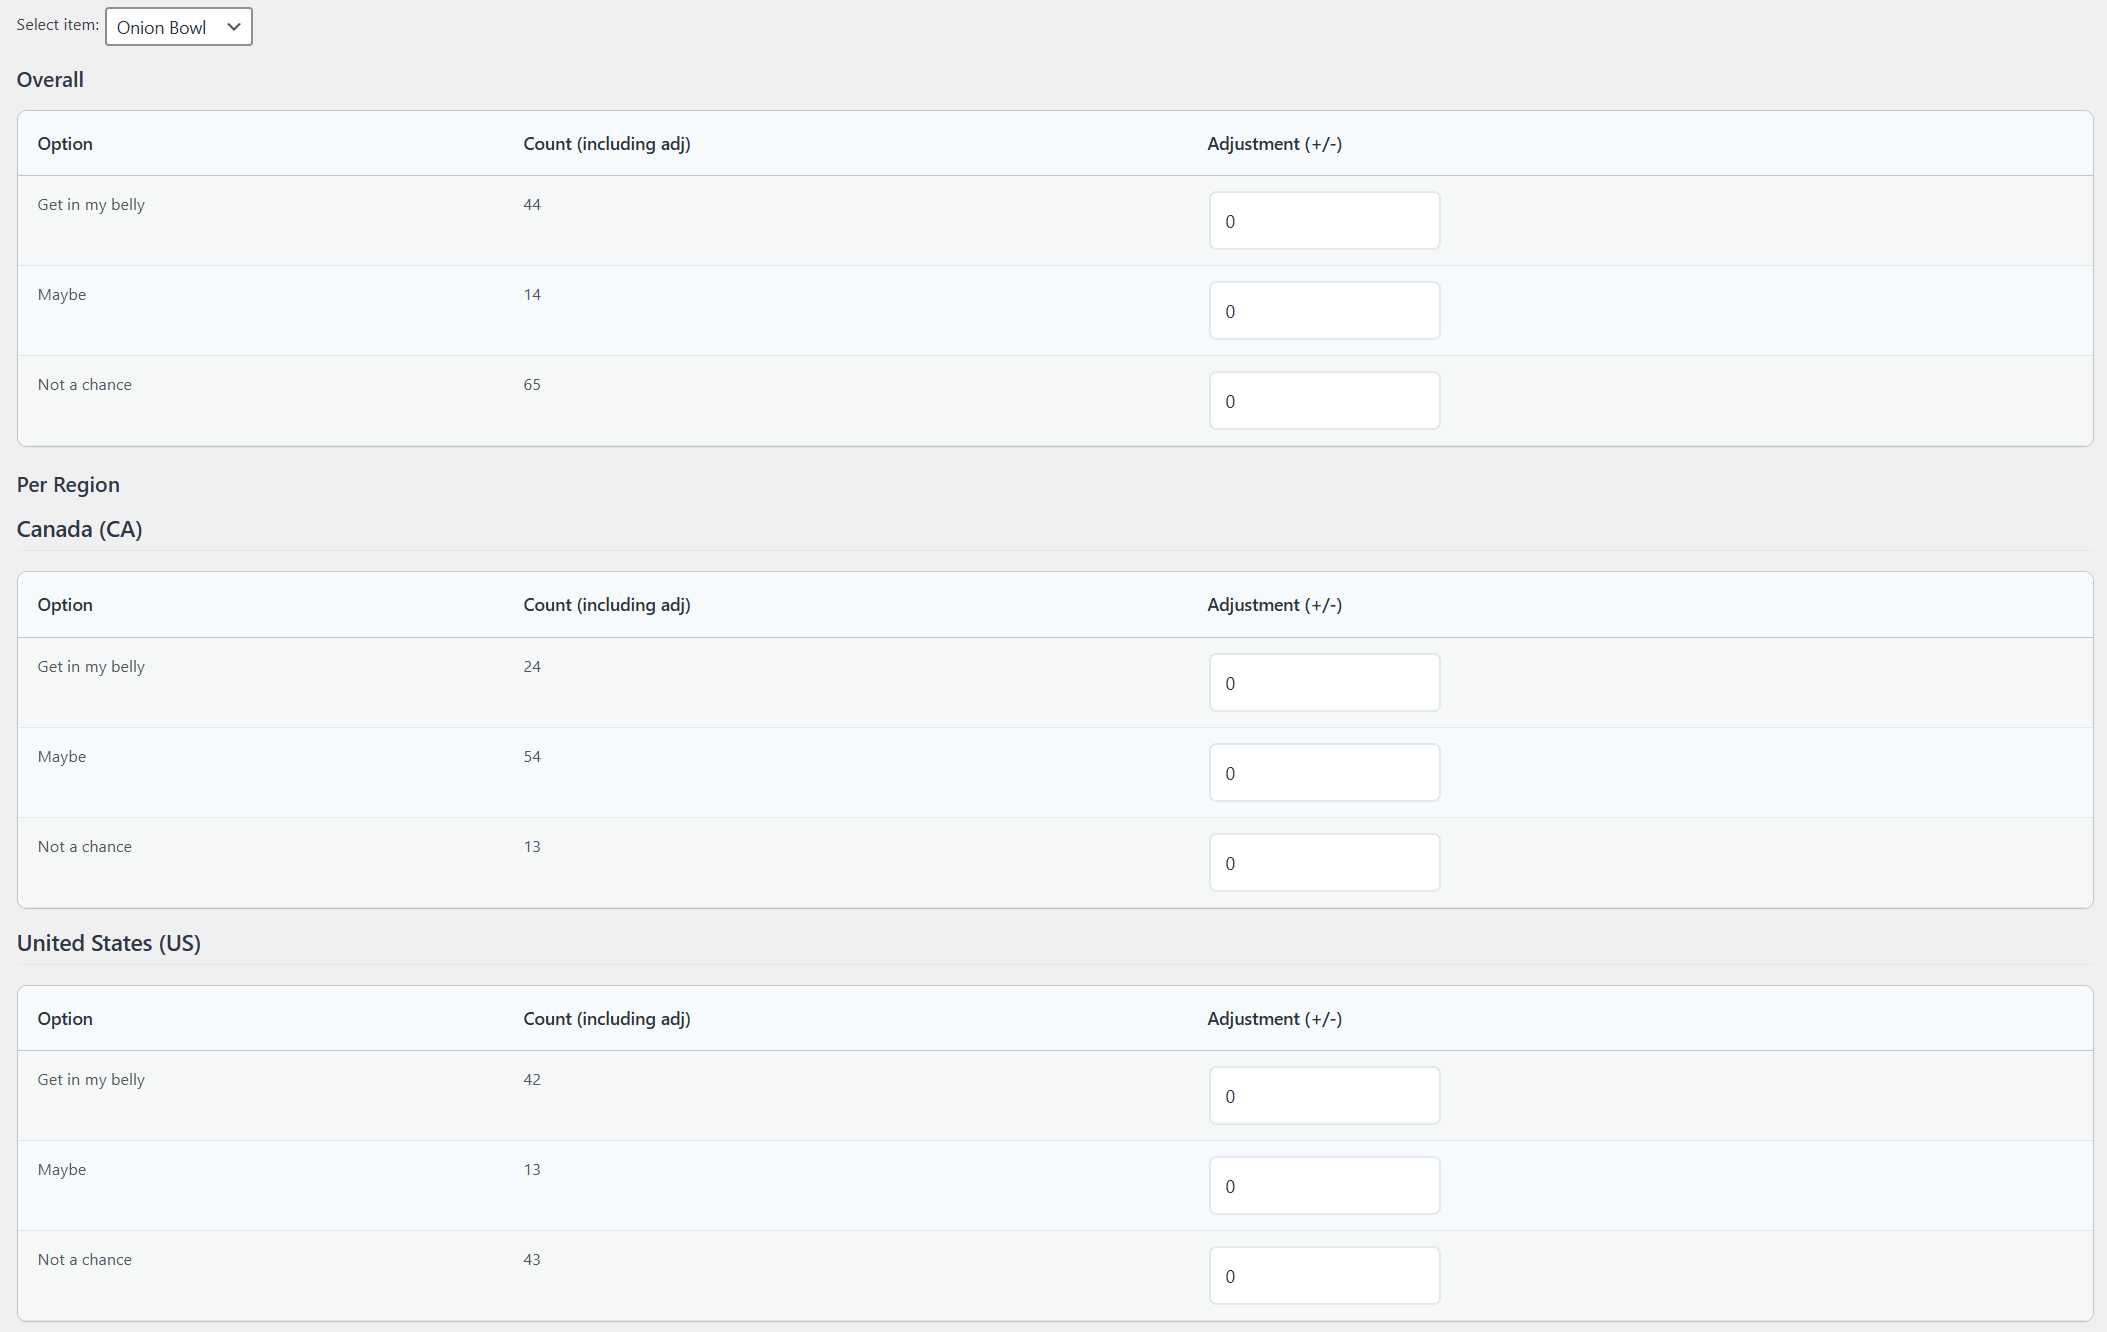 Select item: Onion Bowl
Overall
Option Count (including adj) Adjustment (+/-)
Get in my belly 44 0
Maybe 14 0
Not a chance 65 0
Per Region
Canada (CA)
Option Count (including adj) Adjustment (+/-)
Get in my belly 24 0
Maybe 54 0
Not a chance 13 0
United States (US)
Option Count (including adj) Adjustment (+/-)
Get in my belly 42 0
Maybe 13 0
Not a chance 43 0